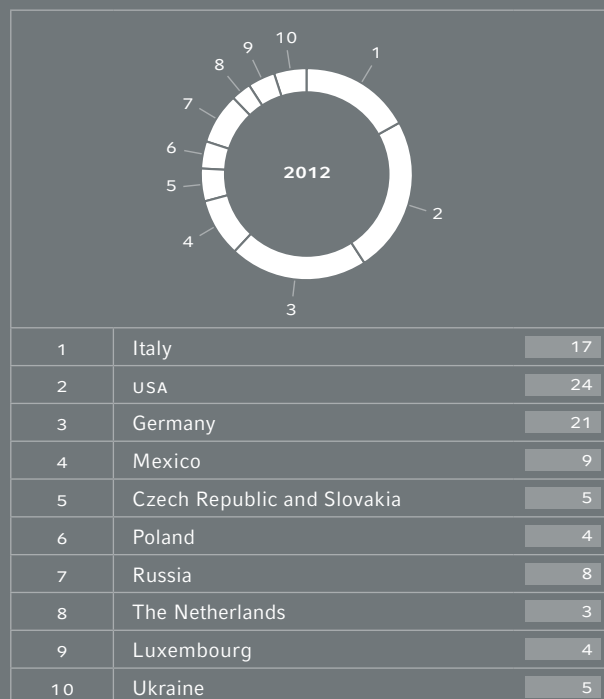 10
9
1
8
7
6
2012
5
2
4
3
1 Italy 17
2 USA 24
3 Germany 21
4 Mexico 9
5 Czech Republic and Slovakia 5
6 Poland 4
7 Russia 8
8 The Netherlands 3
9 Luxembourg 4
10 Ukraine 5